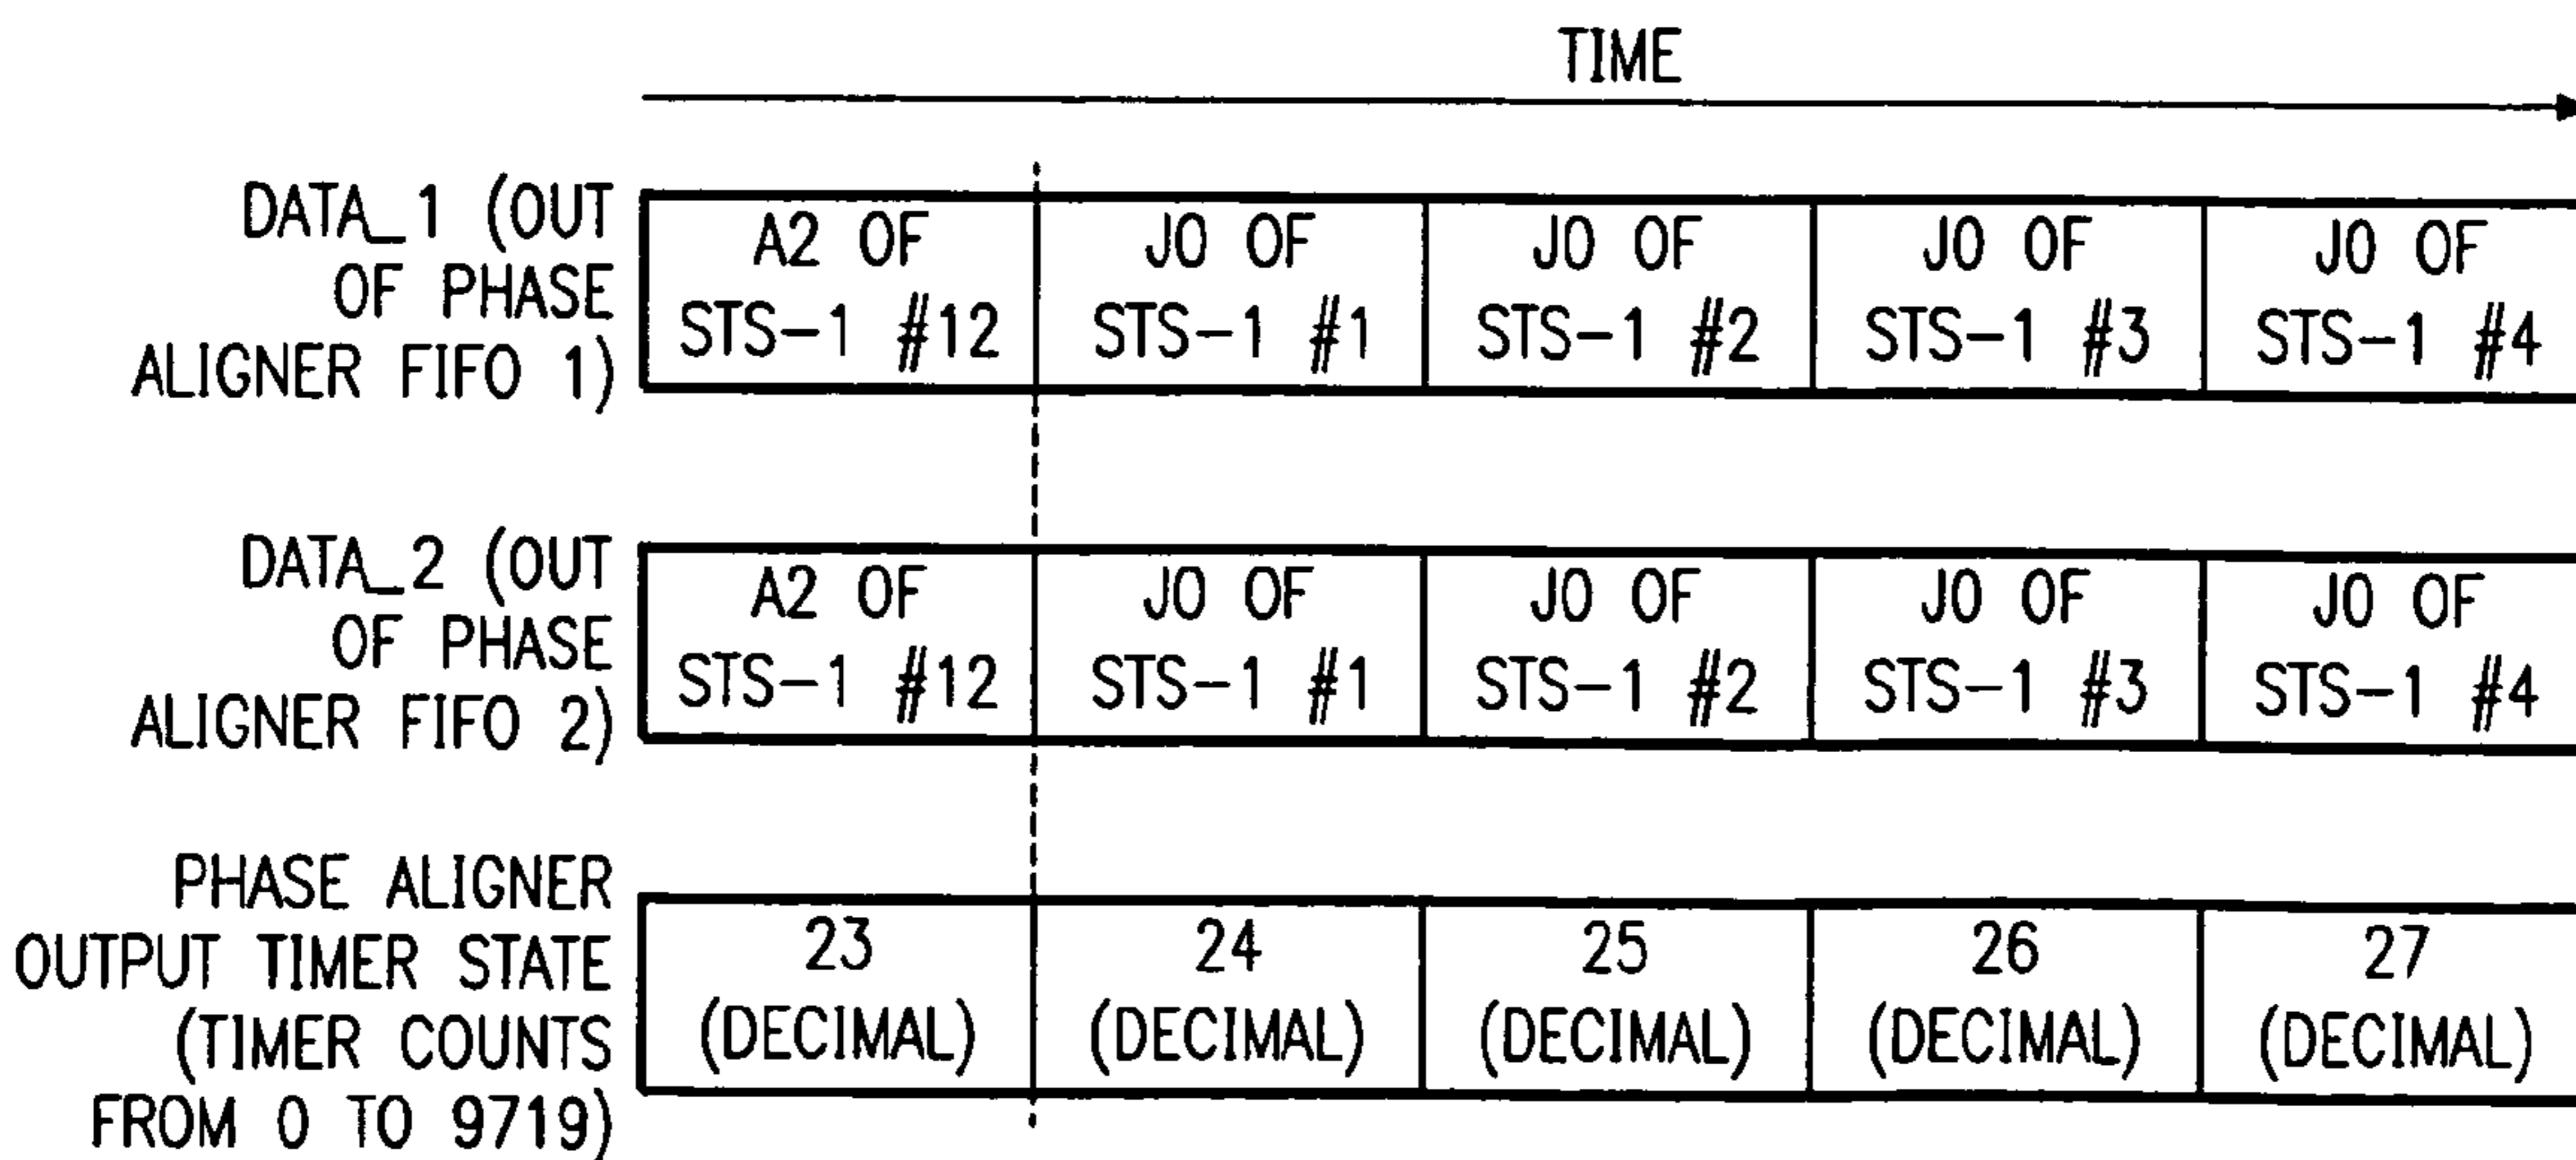 TIME
DATA_1 (OUT
OF PHASE
ALIGNER FIFO 1)
A2 OF
STS-1 #12
J0 OF
STS-1 #1
J0 OF
STS-1 #2
J0 OF
STS-1 #3
J0 OF
STS-1 #4
DATA_2 (OUT
OF PHASE
ALIGNER FIFO 2)
A2 OF
STS-1 #12
J0 OF
STS-1 #1
J0 OF
STS-1 #2
J0 OF
STS-1 #3
J0 OF
STS-1 #4
PHASE ALIGNER
OUTPUT TIMER STATE
(TIMER COUNTS
FROM 0 TO 9719)
23
(DECIMAL)
24
(DECIMAL)
25
(DECIMAL)
26
(DECIMAL)
27
(DECIMAL)